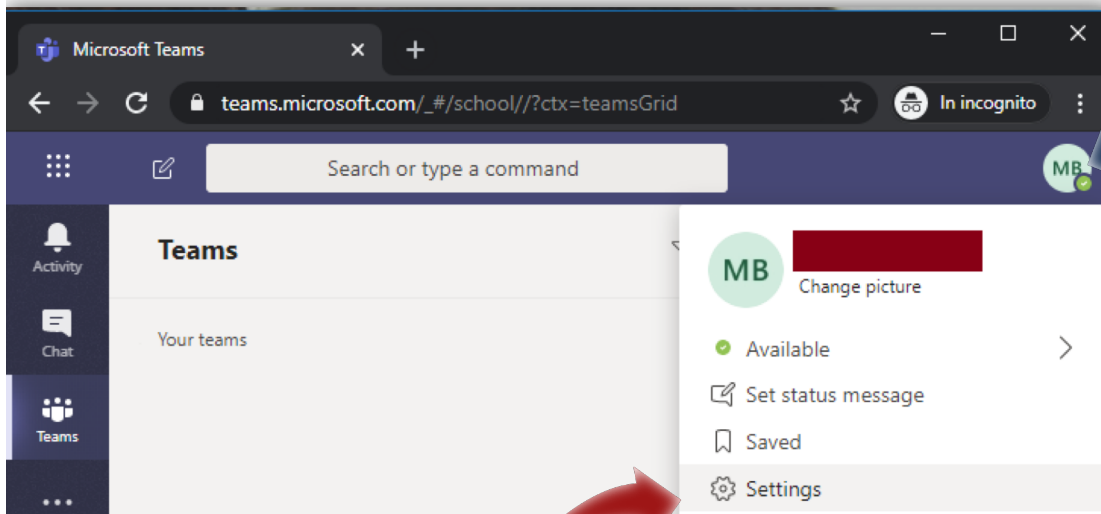 Microsoft Teams
teams.microsoft.com/_#/school//?ctx=teamsGrid
In incognito
Search or type a command
MB
Activity
Teams
MB
Change picture
Chat
Your teams
Available
Set status message
Teams
Saved
Settings